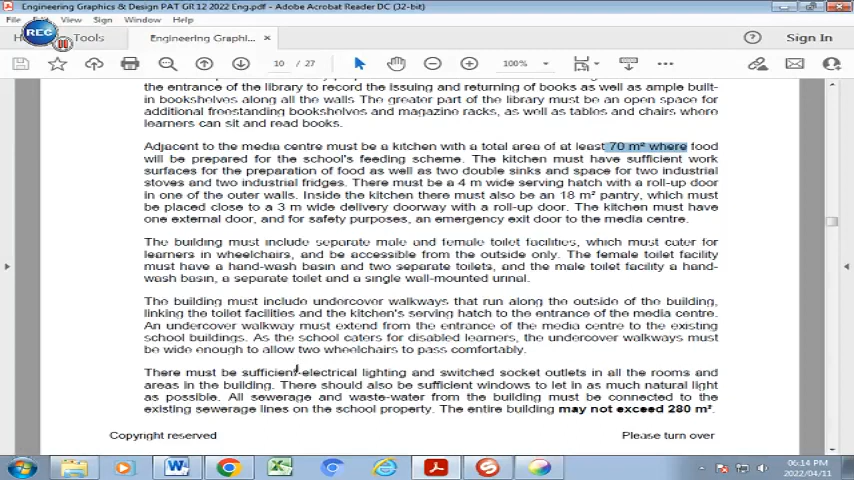 Engineering Graphics & Design PAT GR 12 2022 Eng.pdf - Adobe Acrobat Reader DC (32-bit)
View Sign Window Help
REC
Tools Engineering Graphi... × Sign In
10 / 27 100%
the entrance of the library to record the issuing and returning of books as well as ample built-
in bookshelves along all the walls. The greater part of the library must be an open space for
additional freestanding bookshelves and magazine racks, as well as tables and chairs where
learners can sit and read books.
Adjacent to the media centre must be a kitchen with a total area of at least 70 m² where food
will be prepared for the school's feeding scheme. The kitchen must have sufficient work
surfaces for the preparation of food as well as two double sinks and space for two industrial
stoves and two industrial fridges. There must be a 4 m wide serving hatch with a roll-up door
in one of the outer walls. Inside the kitchen there must also be an 18 m² pantry, which must
be placed close to a 3 m wide delivery doorway with a roll-up door. The kitchen must have
one external door, and for safety purposes, an emergency exit door to the media centre.
The building must include separate male and female toilet facilities, which must cater for
learners in wheelchairs, and be accessible from the outside only. The female toilet facility
must have a hand-wash basin and two separate toilets, and the male toilet facility a hand-
wash basin, a separate toilet and a single wall-mounted urinal.
The building must include undercover walkways that run along the outside of the building,
linking the toilet facilities and the kitchen's serving hatch to the entrance of the media centre.
An undercover walkway must extend from the entrance of the media centre to the existing
school buildings. As the school caters for disabled learners, the undercover walkways must
be wide enough to allow two wheelchairs to pass comfortably.
There must be sufficient electrical lighting and switched socket outlets in all the rooms and
areas in the building. There should also be sufficient windows to let in as much natural light
as possible. All sewerage and waste-water from the building must be connected to the
existing sewerage lines on the school property. The entire building may not exceed 280 m².
Copyright reserved Please turn over
06:14 PM
2022/04/11